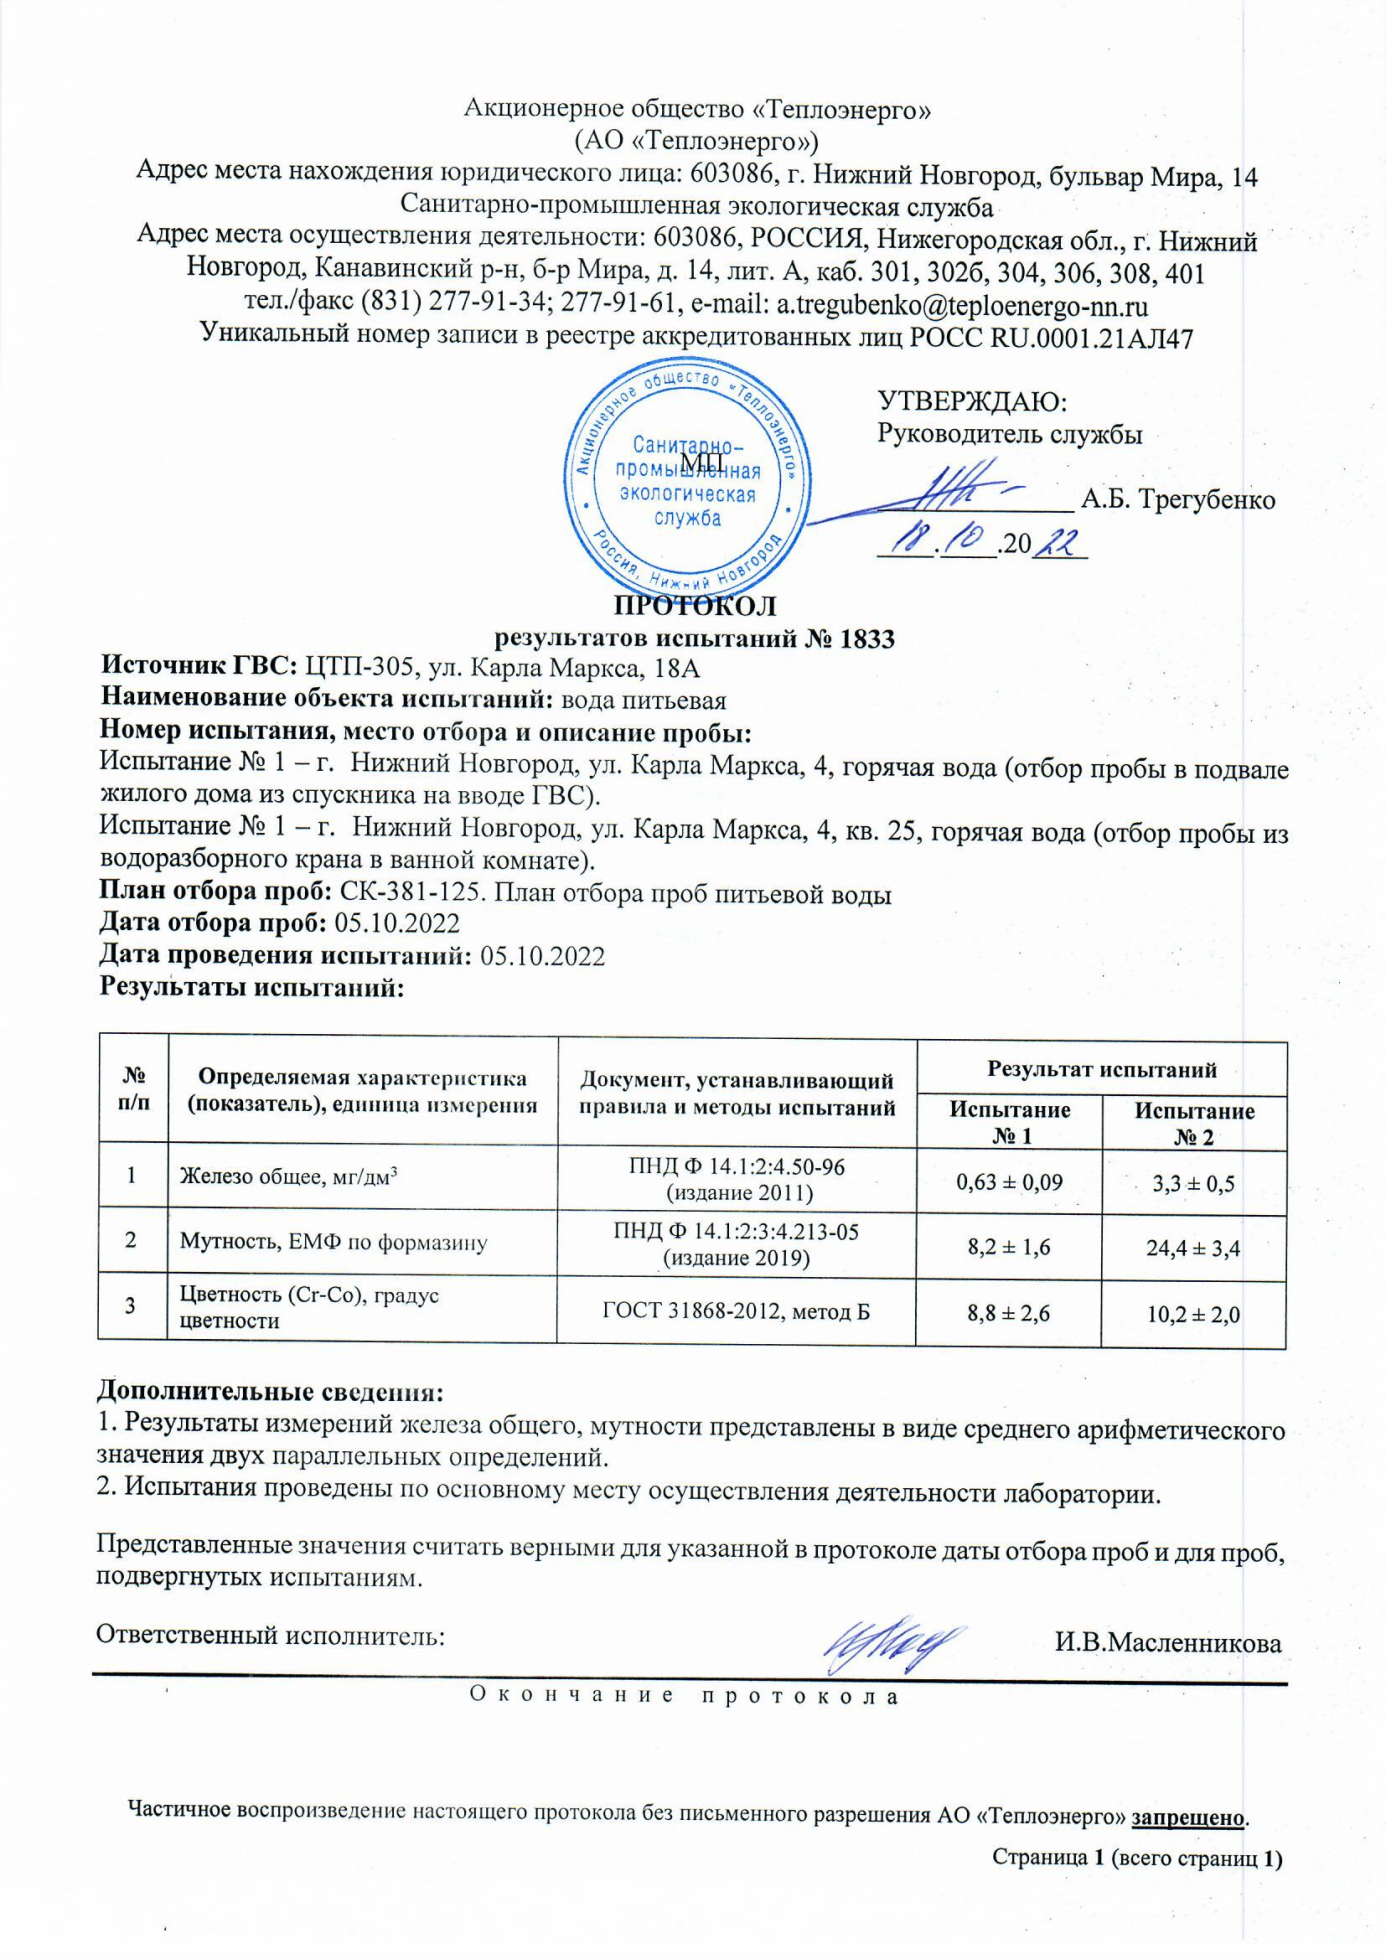 Акционерное общество «Теплоэнерго»
(АО «Теплоэнерго»)
Адрес места нахождения юридического лица: 603086, г. Нижний Новгород, бульвар Мира, 14
Санитарно-промышленная экологическая служба
Адрес места осуществления деятельности: 603086, РОССИЯ, Нижегородская обл., г. Нижний
Новгород, Канавинский р-н, б-р Мира, д. 14, лит. А, каб. 301, 302б, 304, 306, 308, 401
тел./факс (831) 277-91-34; 277-91-61, e-mail: a.tregubenko@teploenergo-nn.ru
Уникальный номер записи в реестре аккредитованных лиц РОСС RU.0001.21АЛ47
Акционерное общество «Теплоэнерго»
Санитарно-
промышленная
экологическая
служба
Россия, Нижний Новгород
МП
УТВЕРЖДАЮ:
Руководитель службы
А.Б. Трегубенко
18.10.2022
ПРОТОКОЛ
результатов испытаний № 1833
Источник ГВС: ЦТП-305, ул. Карла Маркса, 18А
Наименование объекта испытаний: вода питьевая
Номер испытания, место отбора и описание пробы:
Испытание № 1 – г. Нижний Новгород, ул. Карла Маркса, 4, горячая вода (отбор пробы в подвале
жилого дома из спускника на вводе ГВС).
Испытание № 1 – г. Нижний Новгород, ул. Карла Маркса, 4, кв. 25, горячая вода (отбор пробы из
водоразборного крана в ванной комнате).
План отбора проб: СК-381-125. План отбора проб питьевой воды
Дата отбора проб: 05.10.2022
Дата проведения испытаний: 05.10.2022
Результаты испытаний:
№ п/п Определяемая характеристика (показатель), единица измерения Документ, устанавливающий правила и методы испытаний Результат испытаний
Испытание № 1 Испытание № 2
1 Железо общее, мг/дм³ ПНД Ф 14.1:2:4.50-96 (издание 2011) 0,63 ± 0,09 3,3 ± 0,5
2 Мутность, ЕМФ по формазину ПНД Ф 14.1:2:3:4.213-05 (издание 2019) 8,2 ± 1,6 24,4 ± 3,4
3 Цветность (Cr-Co), градус цветности ГОСТ 31868-2012, метод Б 8,8 ± 2,6 10,2 ± 2,0
Дополнительные сведения:
1. Результаты измерений железа общего, мутности представлены в виде среднего арифметического
значения двух параллельных определений.
2. Испытания проведены по основному месту осуществления деятельности лаборатории.
Представленные значения считать верными для указанной в протоколе даты отбора проб и для проб,
подвергнутых испытаниям.
Ответственный исполнитель: И.В.Масленникова
Окончание протокола
Частичное воспроизведение настоящего протокола без письменного разрешения АО «Теплоэнерго» запрещено.
Страница 1 (всего страниц 1)